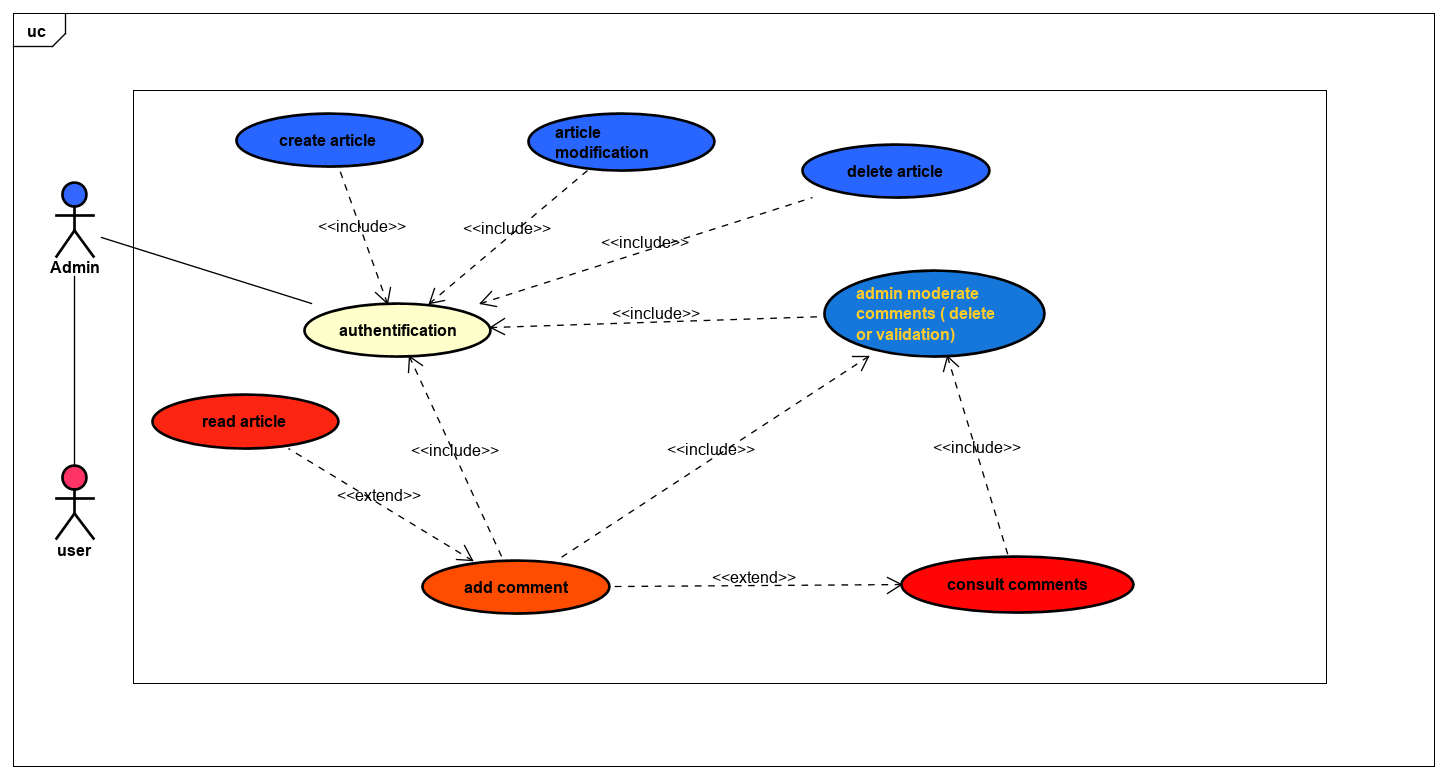 uc
create article
article
modification
delete article
<<include>>
<<include>>
<<include>>
Admin
admin moderate
comments ( delete
or validation)
<<include>>
authentification
read article
<<include>>
<<include>>
<<include>>
<<extend>>
user
<<extend>>
add comment
consult comments